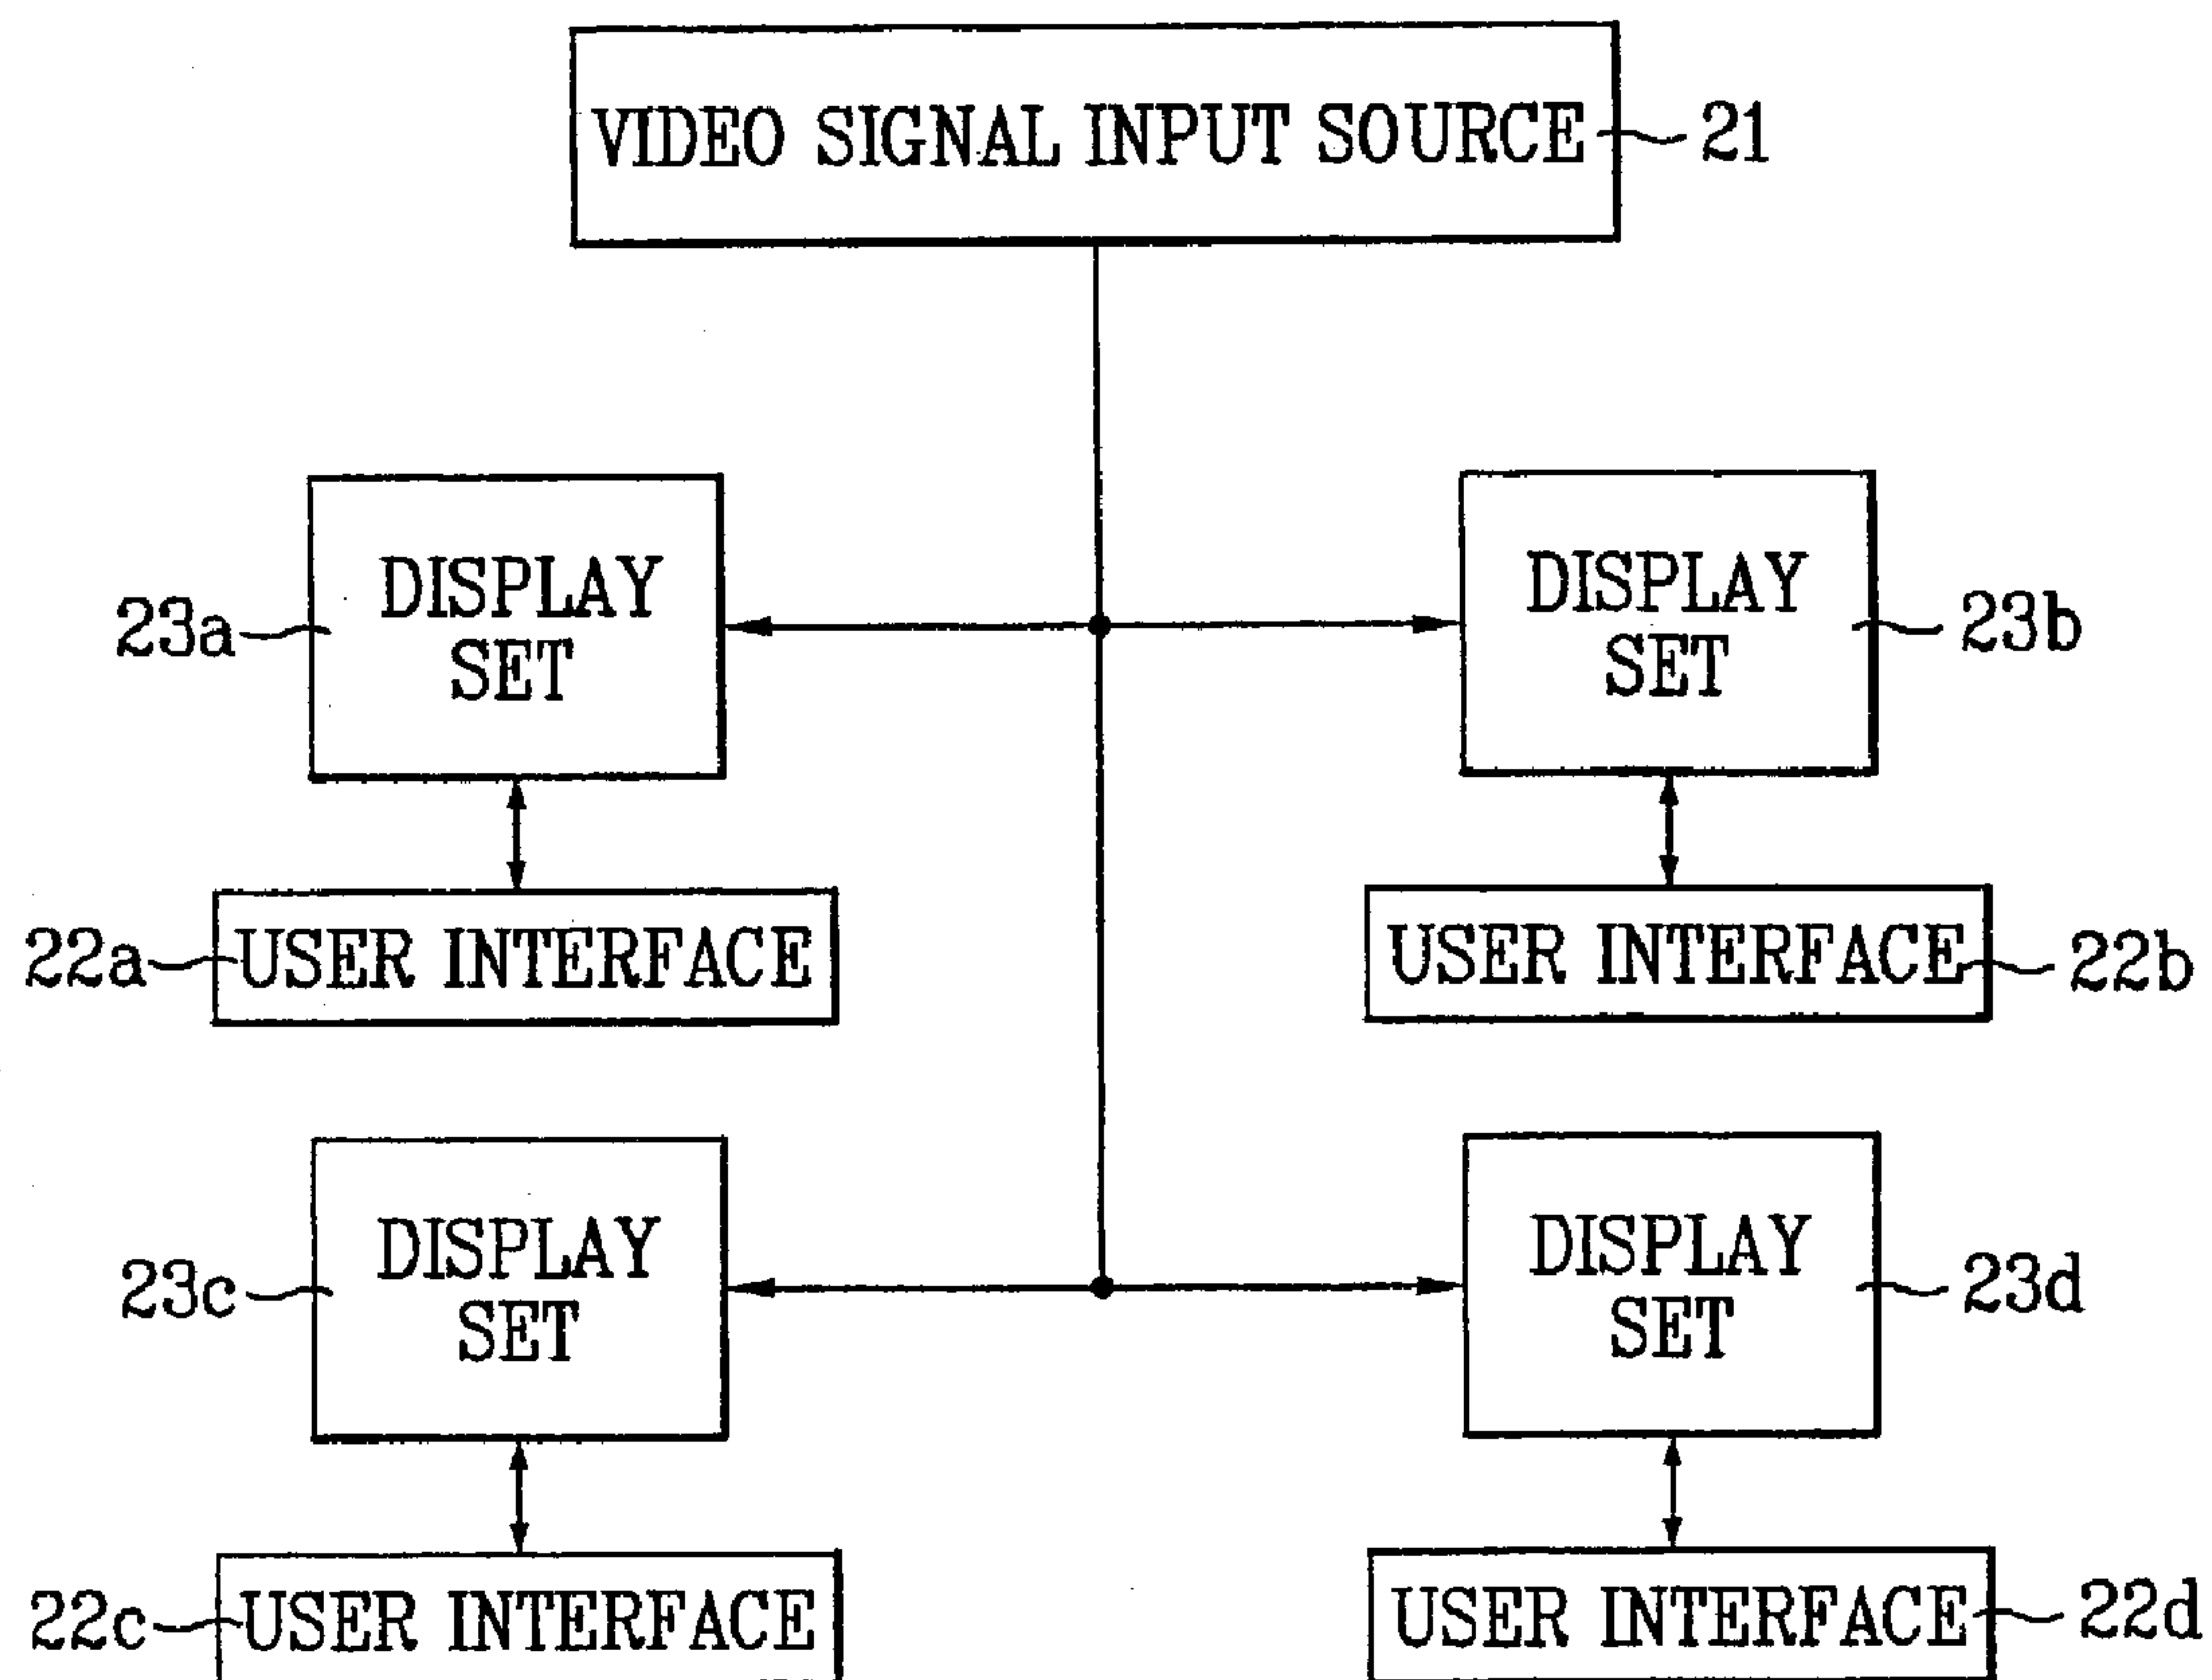 VIDEO SIGNAL INPUT SOURCE 21
DISPLAY
SET
23a
DISPLAY
SET
23b
22a USER INTERFACE
USER INTERFACE 22b
DISPLAY
SET
23c
DISPLAY
SET
23d
22c USER INTERFACE
USER INTERFACE 22d